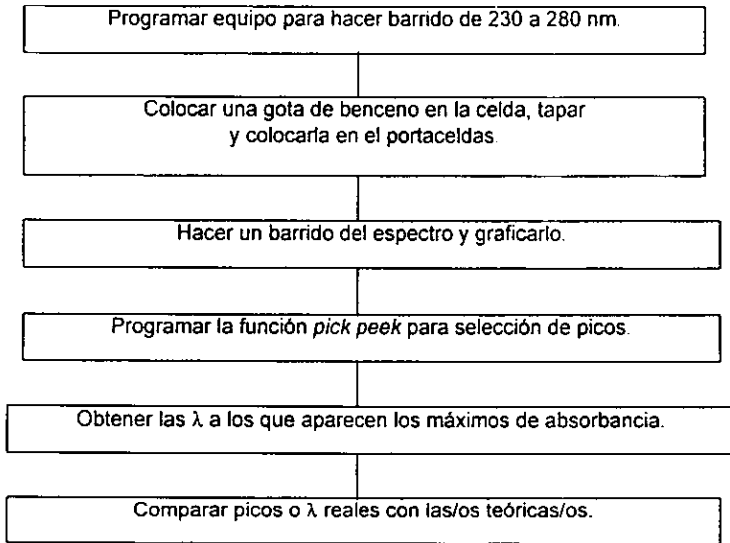 Programar equipo para hacer barrido de 230 a 280 nm.
Colocar una gota de benceno en la celda, tapar
y colocarla en el portaceldas.
Hacer un barrido del espectro y graficarlo.
Programar la función pick peek para selección de picos.
Obtener las λ a los que aparecen los máximos de absorbancia.
Comparar picos o λ reales con las/os teóricas/os.